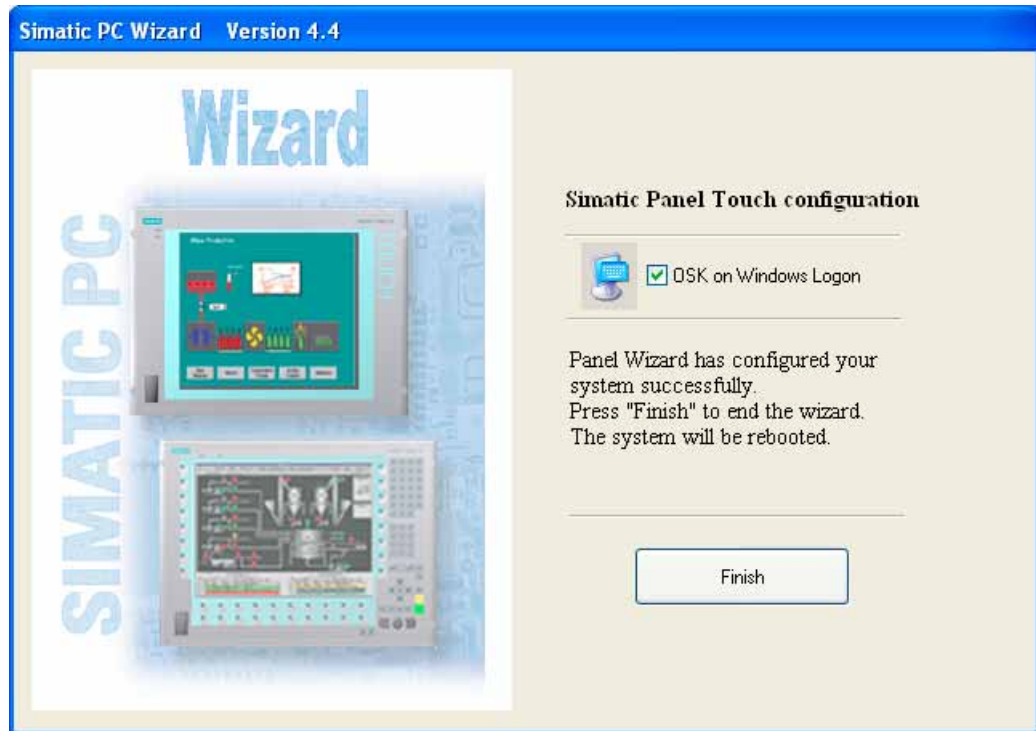 Simatic PC Wizard Version 4.4
Wizard
SIMATIC PC
Simatic Panel Touch configuration
OSK on Windows Logon
Panel Wizard has configured your
system successfully.
Press "Finish" to end the wizard.
The system will be rebooted.
Finish